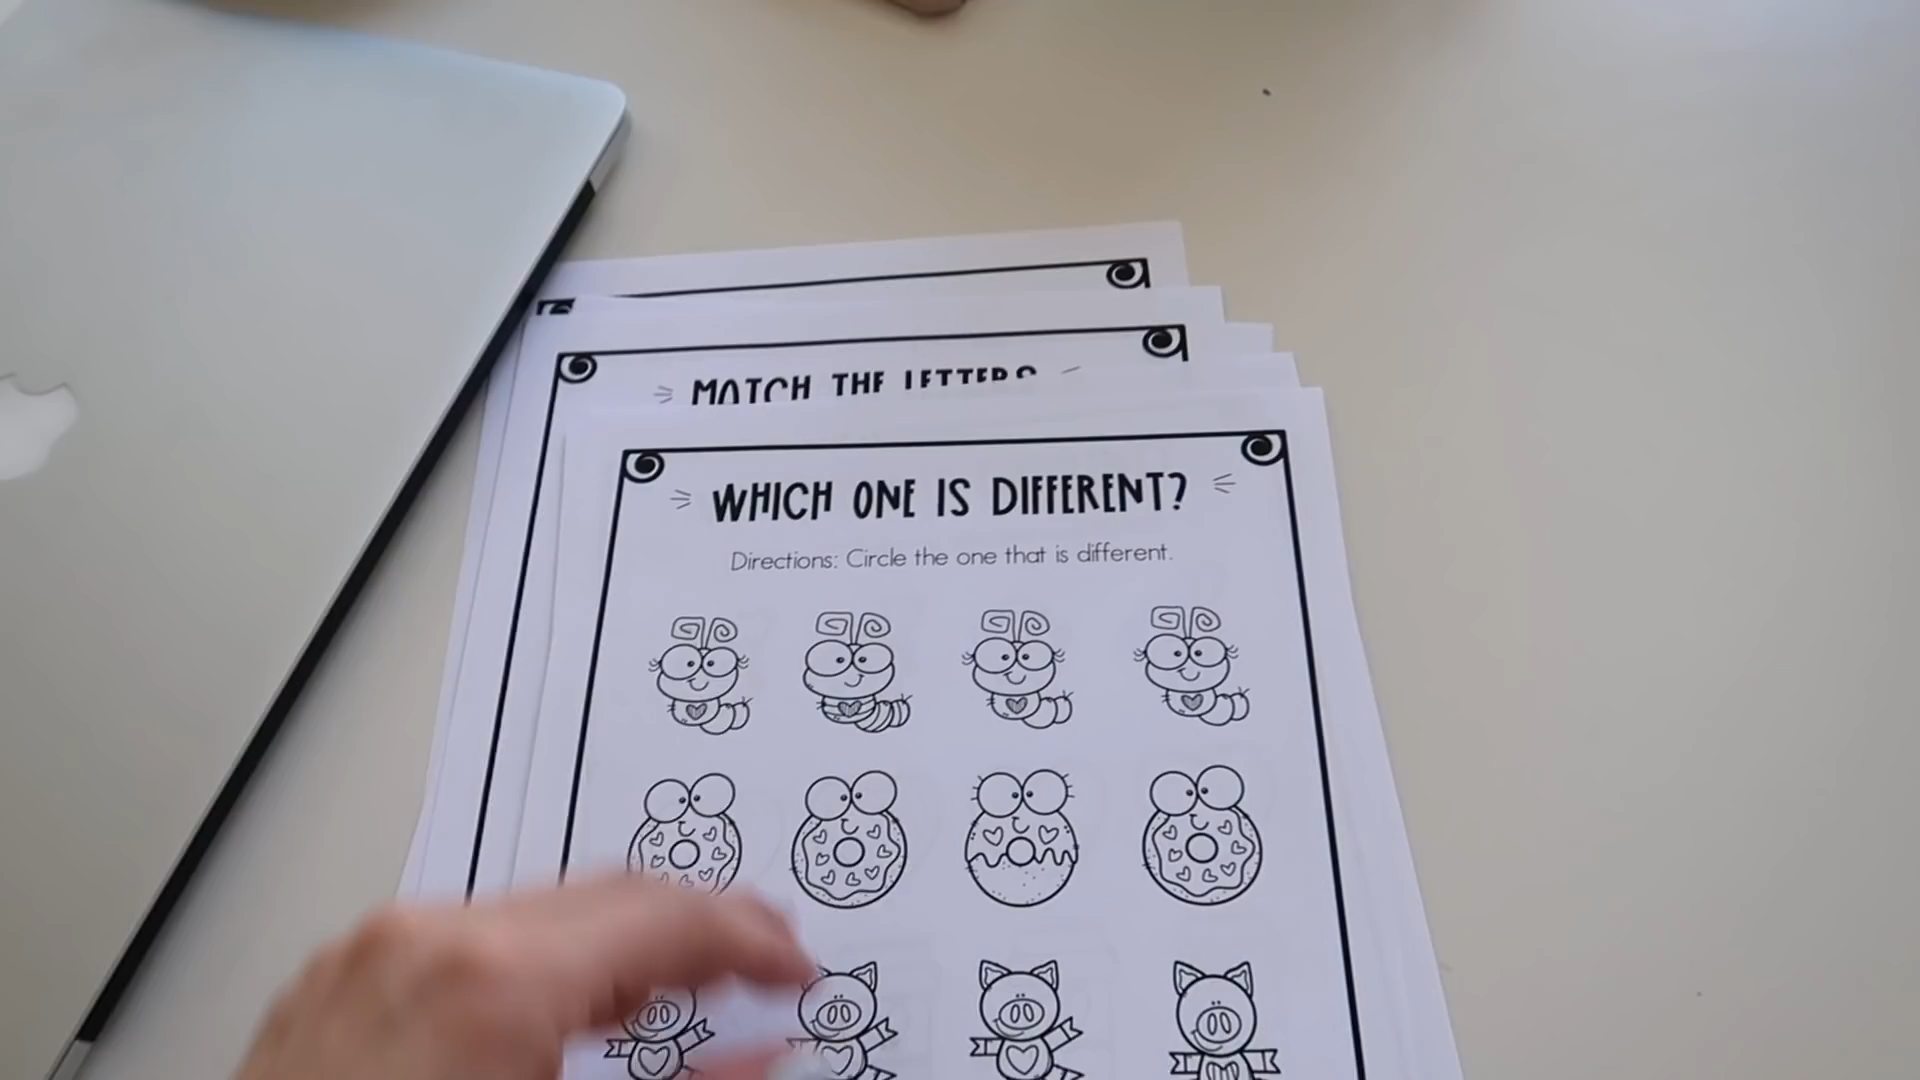 MATCH THE LETTERS
WHICH ONE IS DIFFERENT?
Directions: Circle the one that is different.